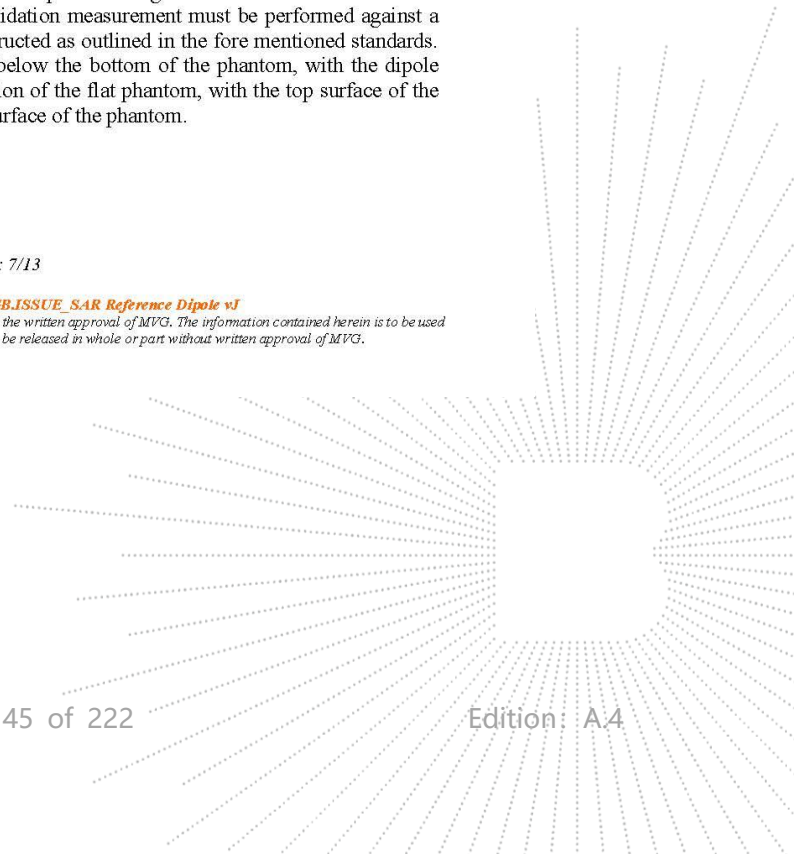 idation measurement must be performed against a
ructed as outlined in the fore mentioned standards.
below the bottom of the phantom, with the dipole
ion of the flat phantom, with the top surface of the
urface of the phantom.
: 7/13
B.ISSUE_SAR Reference Dipole vJ
the written approval of MVG. The information contained herein is to be used
be released in whole or part without written approval of MVG.
45 of 222 Edition: A.4